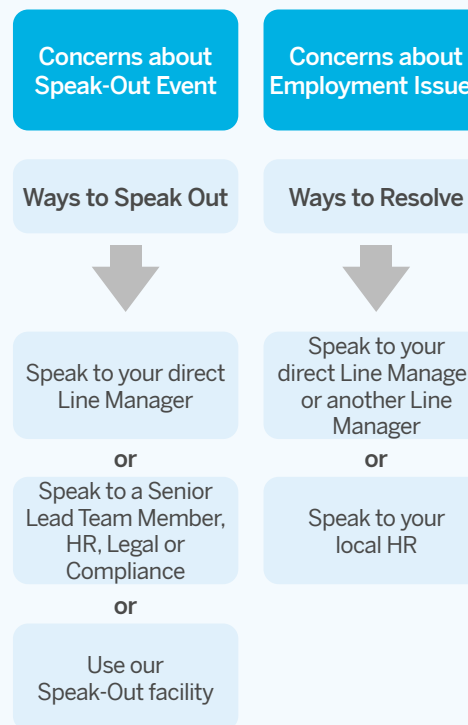 Concerns about
Speak-Out Event
Ways to Speak Out
Speak to your direct
Line Manager
or
Speak to a Senior
Lead Team Member,
HR, Legal or
Compliance
or
Use our
Speak-Out facility
Concerns about
Employment Issue
Ways to Resolve
Speak to your
direct Line Manage
or another Line
Manager
or
Speak to your
local HR